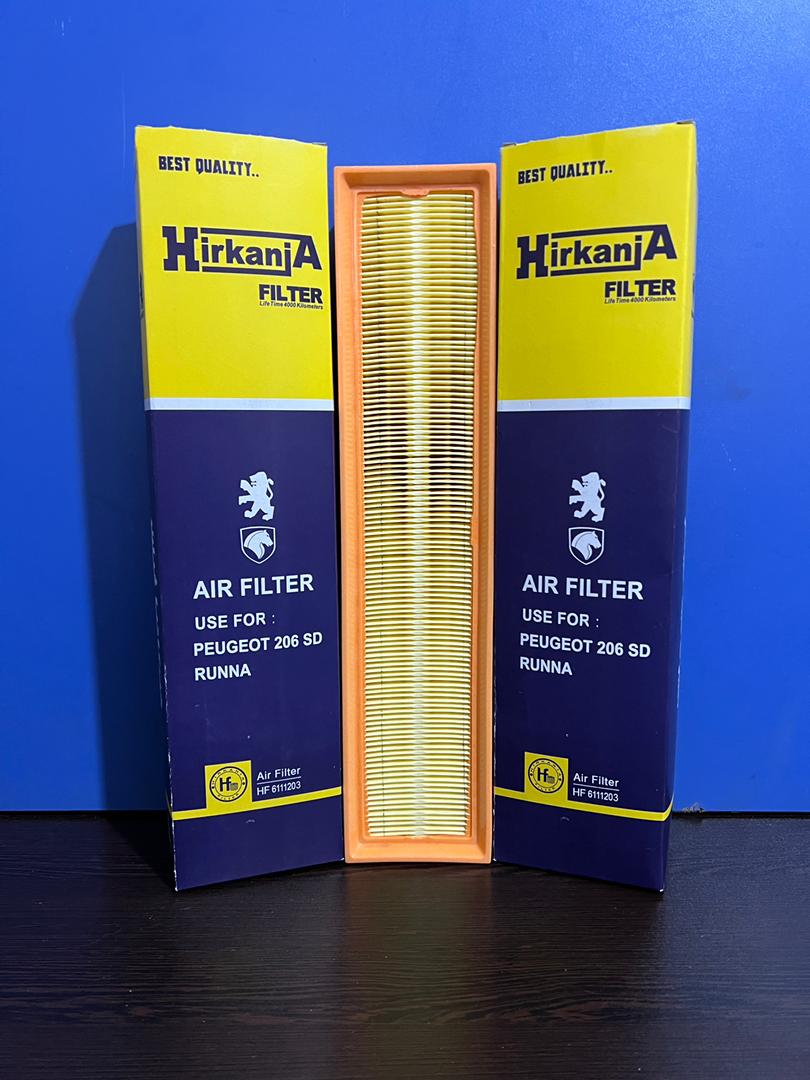 BEST QUALITY..
HirkanjA
FILTER
Life Time 4000 Kilometers
AIR FILTER
USE FOR :
PEUGEOT 206 SD
RUNNA
Hf
Air Filter
HF 6111203
BEST QUALITY..
HirkanjA
FILTER
Life Time 4000 Kilometers
AIR FILTER
USE FOR :
PEUGEOT 206 SD
RUNNA
Hf
Air Filter
HF 6111203